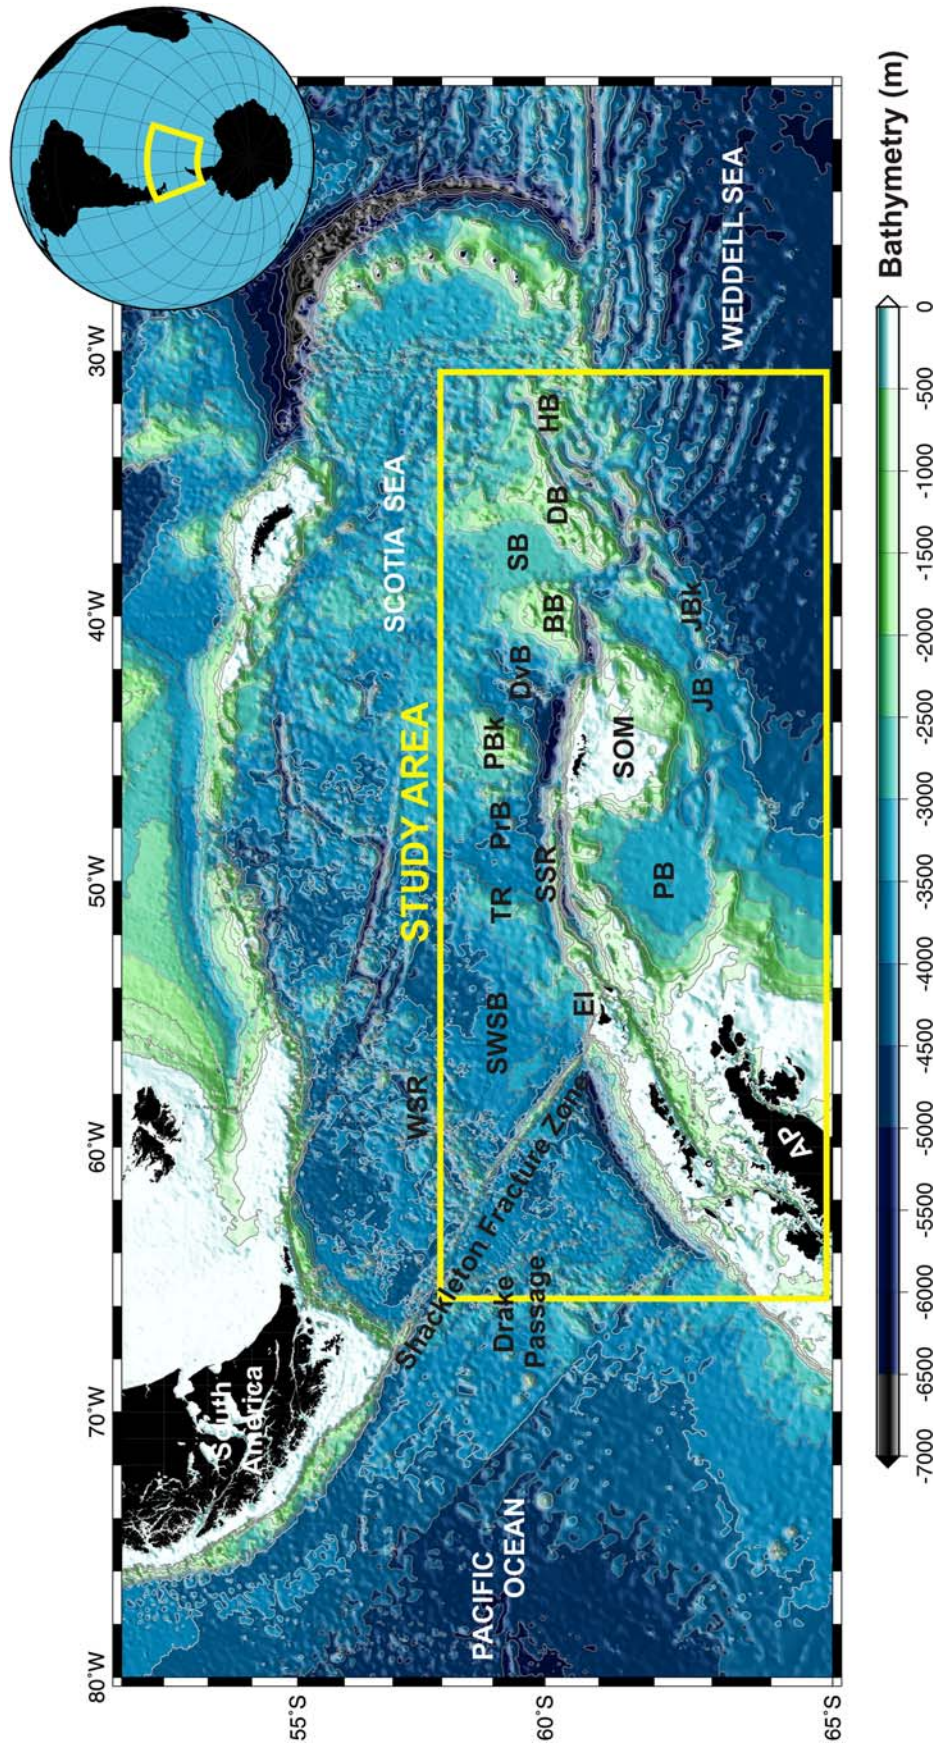 80°W
70°W
60°W
50°W
40°W
30°W
55°S
60°S
65°S
South
America
SCOTIA SEA
STUDY AREA
WSR
Shackleton Fracture Zone
Drake
Passage
PACIFIC
OCEAN
SWSB
TR
PrB
PBk
DvB
BB
SB
DB
HB
SSR
EI
SOM
PB
JB
JBk
AP
WEDDELL SEA
-7000
-6500
-6000
-5500
-5000
-4500
-4000
-3500
-3000
-2500
-2000
-1500
-1000
-500
0
Bathymetry (m)